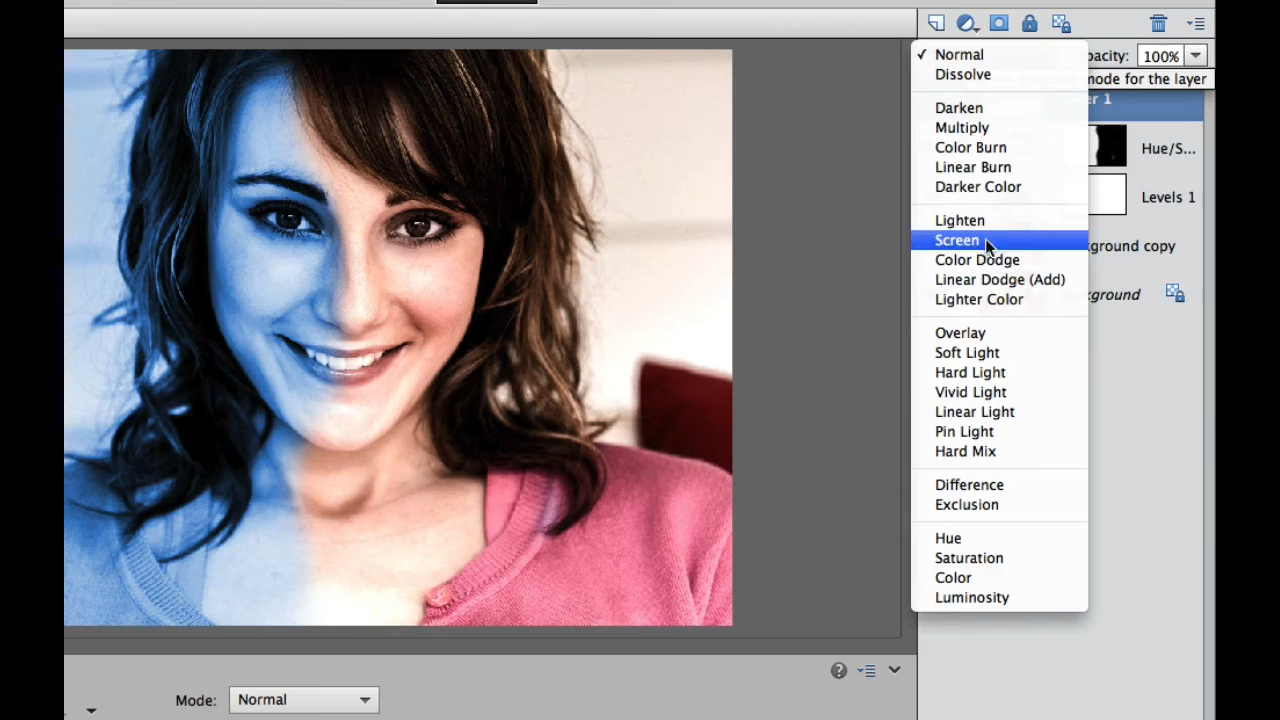 Normal
Dissolve
Darken
Multiply
Color Burn
Linear Burn
Darker Color
Lighten
Screen
Color Dodge
Linear Dodge (Add)
Lighter Color
Overlay
Soft Light
Hard Light
Vivid Light
Linear Light
Pin Light
Hard Mix
Difference
Exclusion
Hue
Saturation
Color
Luminosity
pacity: 100%
mode for the layer
er 1
Hue/S...
Levels 1
kground copy
kground
Mode: Normal